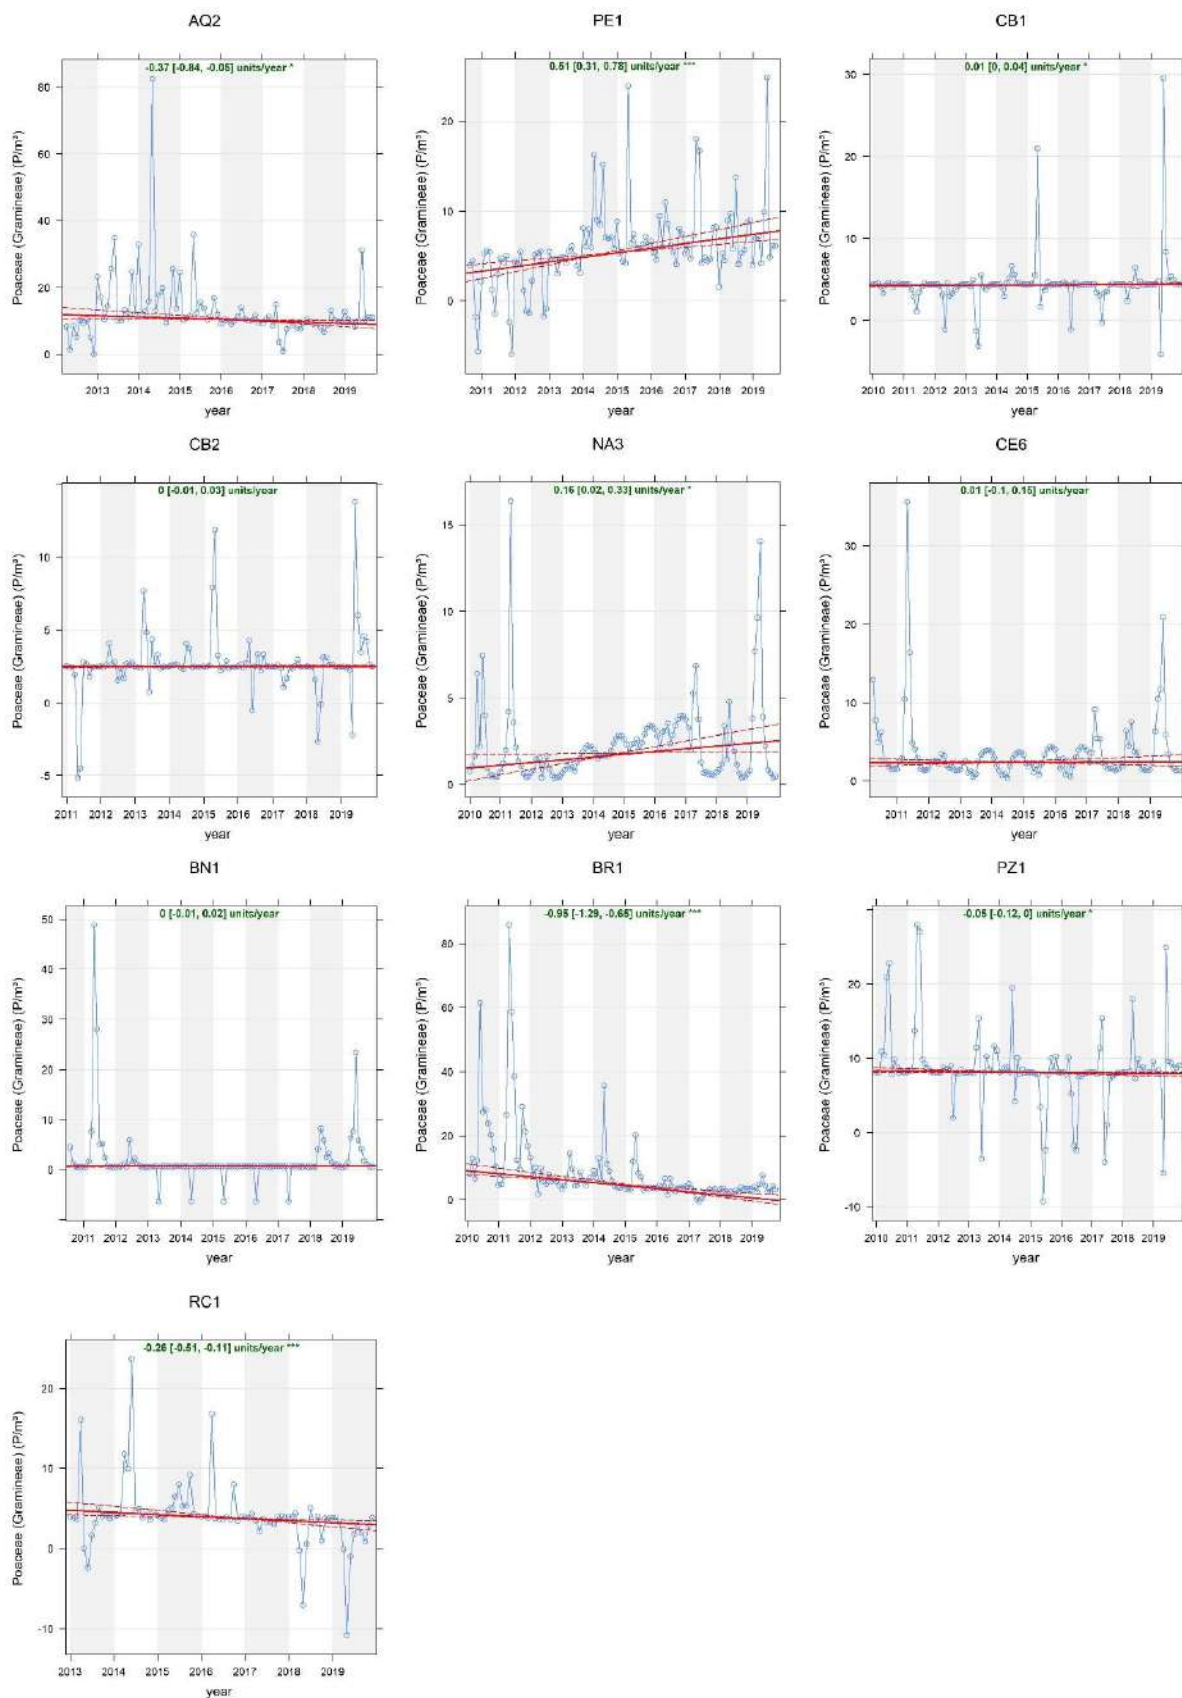 AQ2
-0.37 [-0.84, -0.05] units/year *
Poaceae (Gramineae) (P/m³)
80
60
40
20
0
2013 2014 2015 2016 2017 2018 2019
year
PE1
0.51 [0.31, 0.78] units/year ***
Poaceae (Gramineae) (P/m³)
20
10
0
2011 2012 2013 2014 2015 2016 2017 2018 2019
year
CB1
0.01 [0, 0.04] units/year *
Poaceae (Gramineae) (P/m³)
30
20
10
0
2010 2011 2012 2013 2014 2015 2016 2017 2018 2019
year
CB2
0 [-0.01, 0.03] units/year
Poaceae (Gramineae) (P/m³)
10
5
0
-5
2011 2012 2013 2014 2015 2016 2017 2018 2019
year
NA3
0.16 [0.02, 0.33] units/year *
Poaceae (Gramineae) (P/m³)
15
10
5
0
2010 2011 2012 2013 2014 2015 2016 2017 2018 2019
year
CE6
0.01 [-0.1, 0.15] units/year
Poaceae (Gramineae) (P/m³)
30
20
10
0
2011 2012 2013 2014 2015 2016 2017 2018 2019
year
BN1
0 [-0.01, 0.02] units/year
Poaceae (Gramineae) (P/m³)
50
40
30
20
10
0
2011 2012 2013 2014 2015 2016 2017 2018 2019
year
BR1
-0.95 [-1.29, -0.65] units/year ***
Poaceae (Gramineae) (P/m³)
80
60
40
20
0
2010 2011 2012 2013 2014 2015 2016 2017 2018 2019
year
PZ1
-0.05 [-0.12, 0] units/year *
Poaceae (Gramineae) (P/m³)
20
10
0
-10
2010 2011 2012 2013 2014 2015 2016 2017 2018 2019
year
RC1
-0.26 [-0.51, -0.11] units/year ***
Poaceae (Gramineae) (P/m³)
20
10
0
-10
2013 2014 2015 2016 2017 2018 2019
year